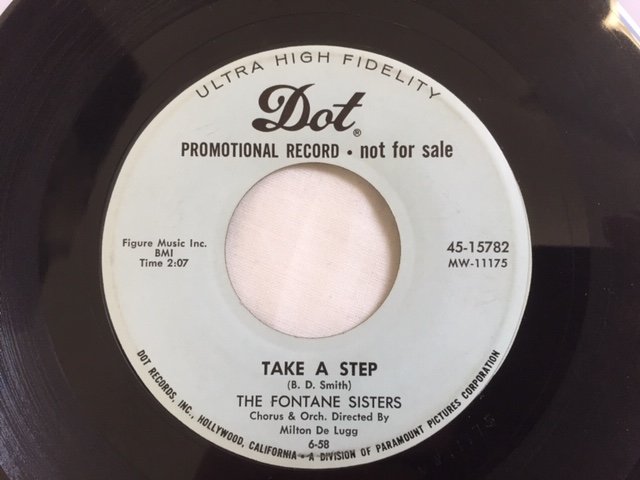 ULTRA HIGH FIDELITY
Dot®
PROMOTIONAL RECORD • not for sale
Figure Music Inc.
BMI
Time 2:07
45-15782
MW-11175
TAKE A STEP
(B. D. Smith)
THE FONTANE SISTERS
Chorus & Orch. Directed By
Milton De Lugg
6-58
DOT RECORDS, INC., HOLLYWOOD, CALIFORNIA • A DIVISION OF PARAMOUNT PICTURES CORPORATION